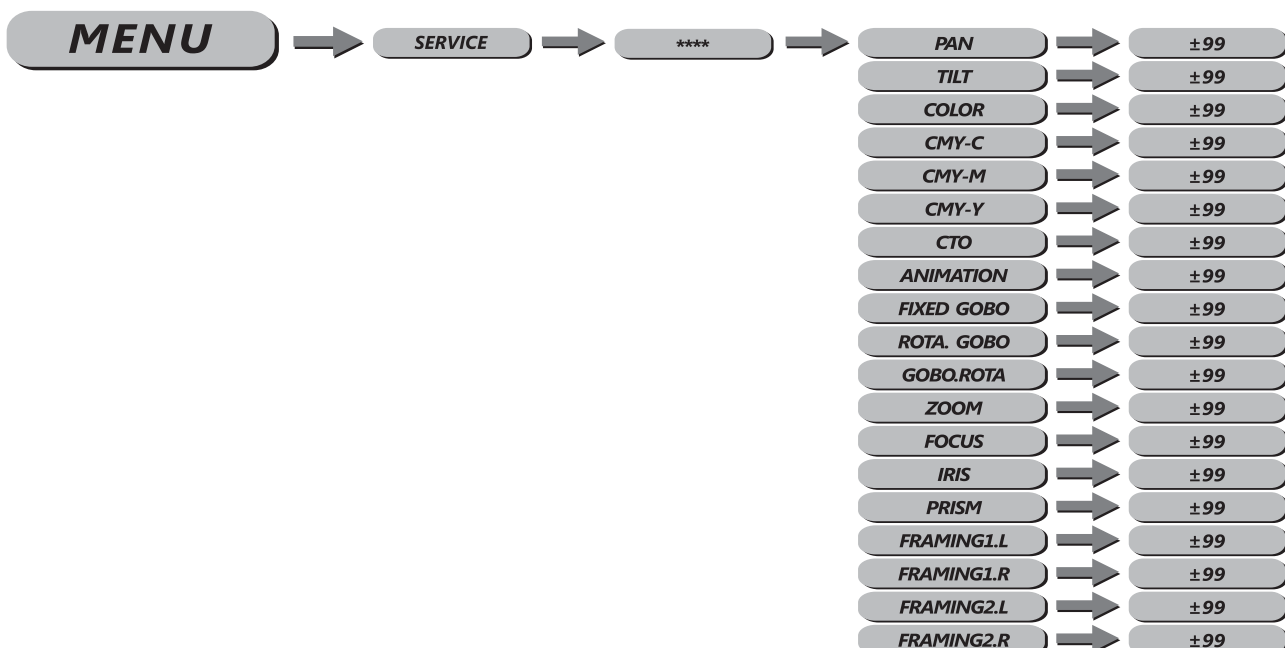 MENU SERVICE **** PAN ±99
TILT ±99
COLOR ±99
CMY-C ±99
CMY-M ±99
CMY-Y ±99
CTO ±99
ANIMATION ±99
FIXED GOBO ±99
ROTA. GOBO ±99
GOBO.ROTA ±99
ZOOM ±99
FOCUS ±99
IRIS ±99
PRISM ±99
FRAMING1.L ±99
FRAMING1.R ±99
FRAMING2.L ±99
FRAMING2.R ±99